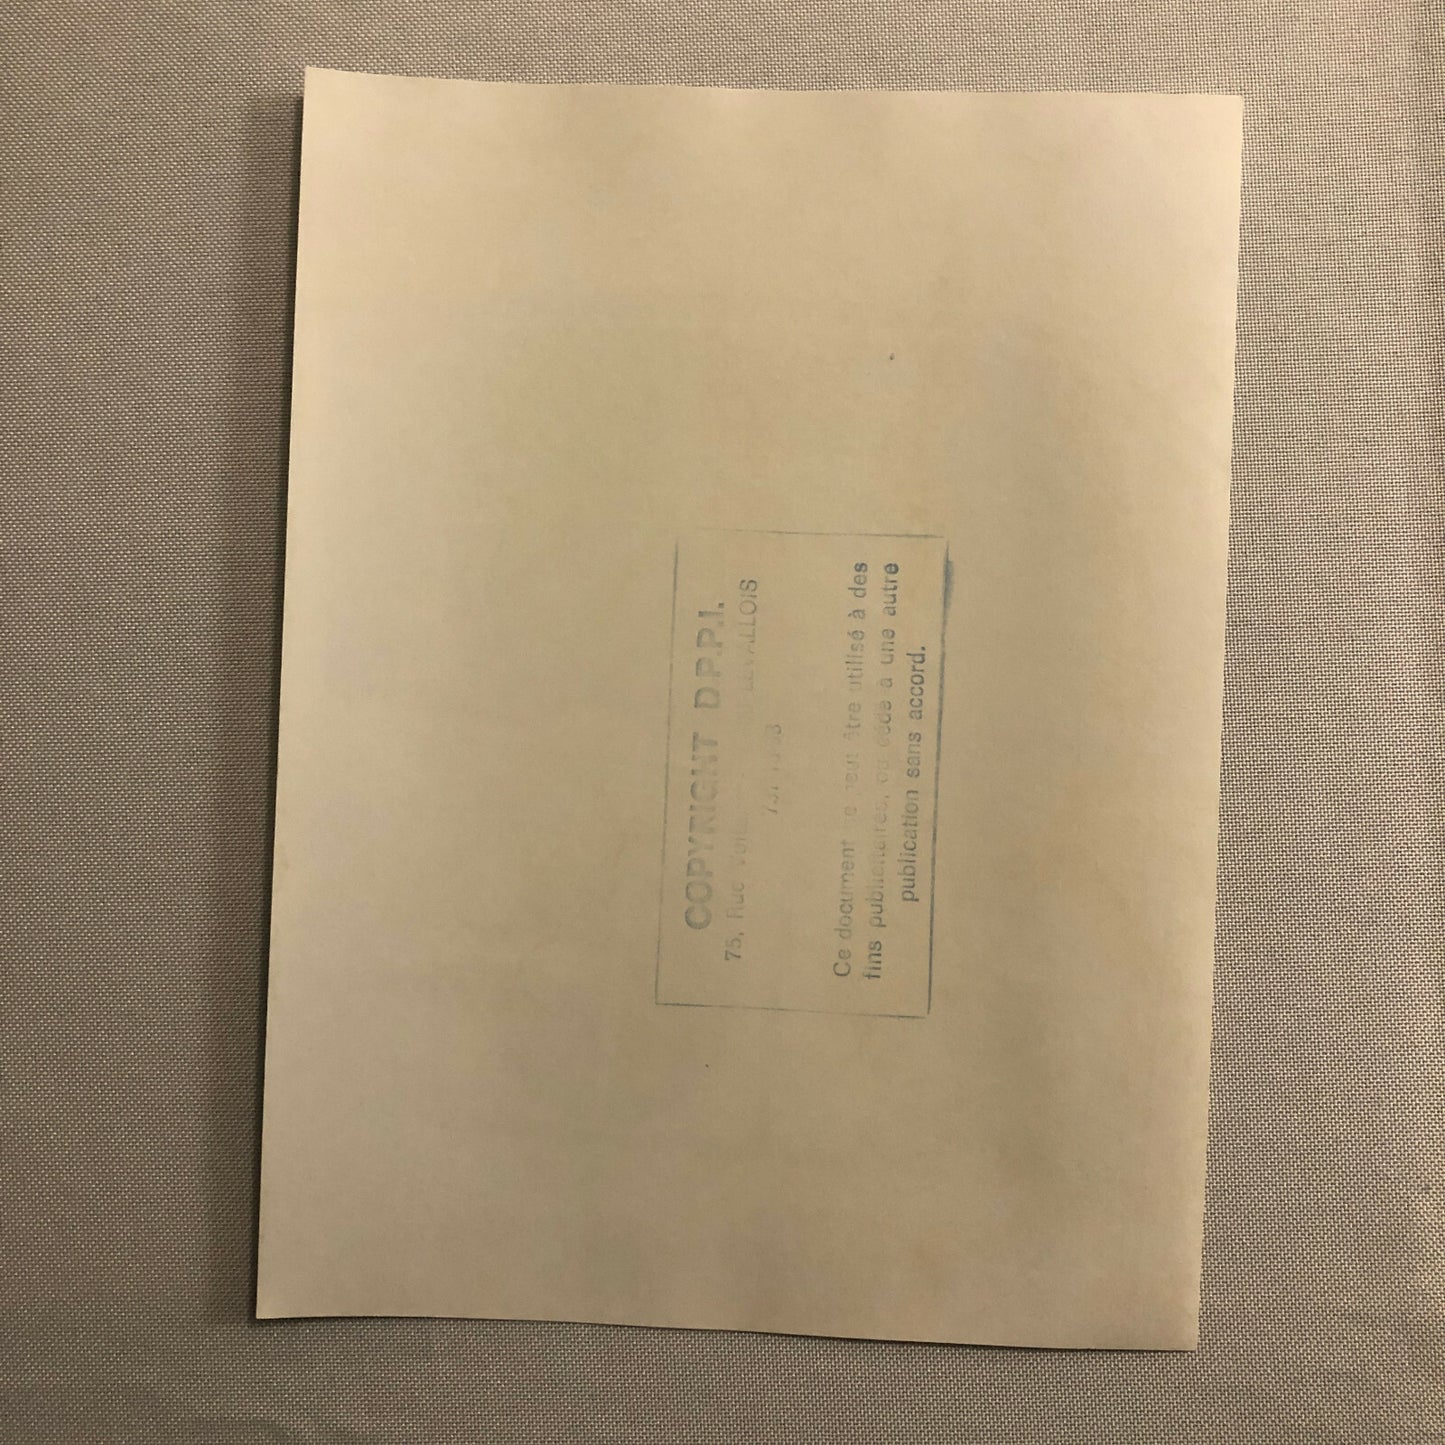 COPYRIGHT D.P.P.I.
75, Rue LEVALLOIS
Ce document ne peut être utilisé à des
fins publicitaires, ou cédé à une autre
publication sans accord.